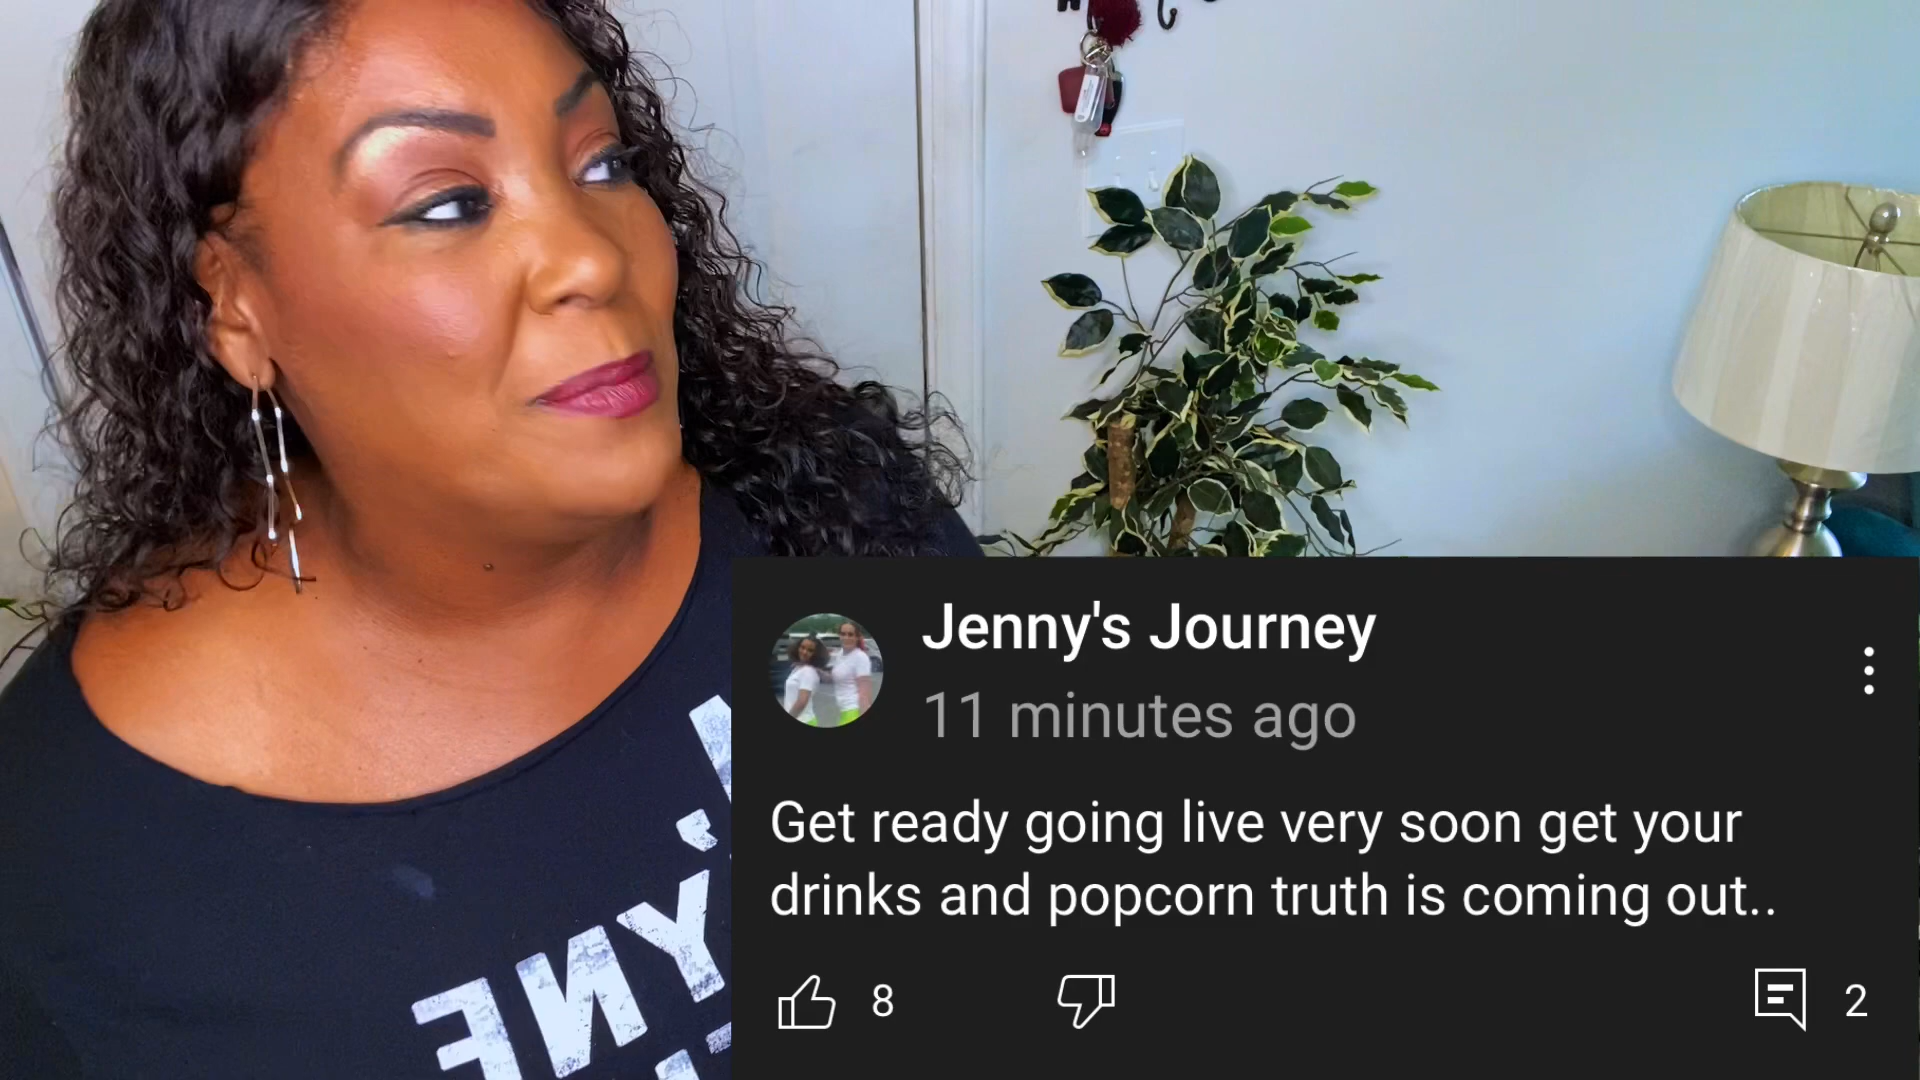 Jenny's Journey
11 minutes ago
Get ready going live very soon get your
drinks and popcorn truth is coming out..
8
2